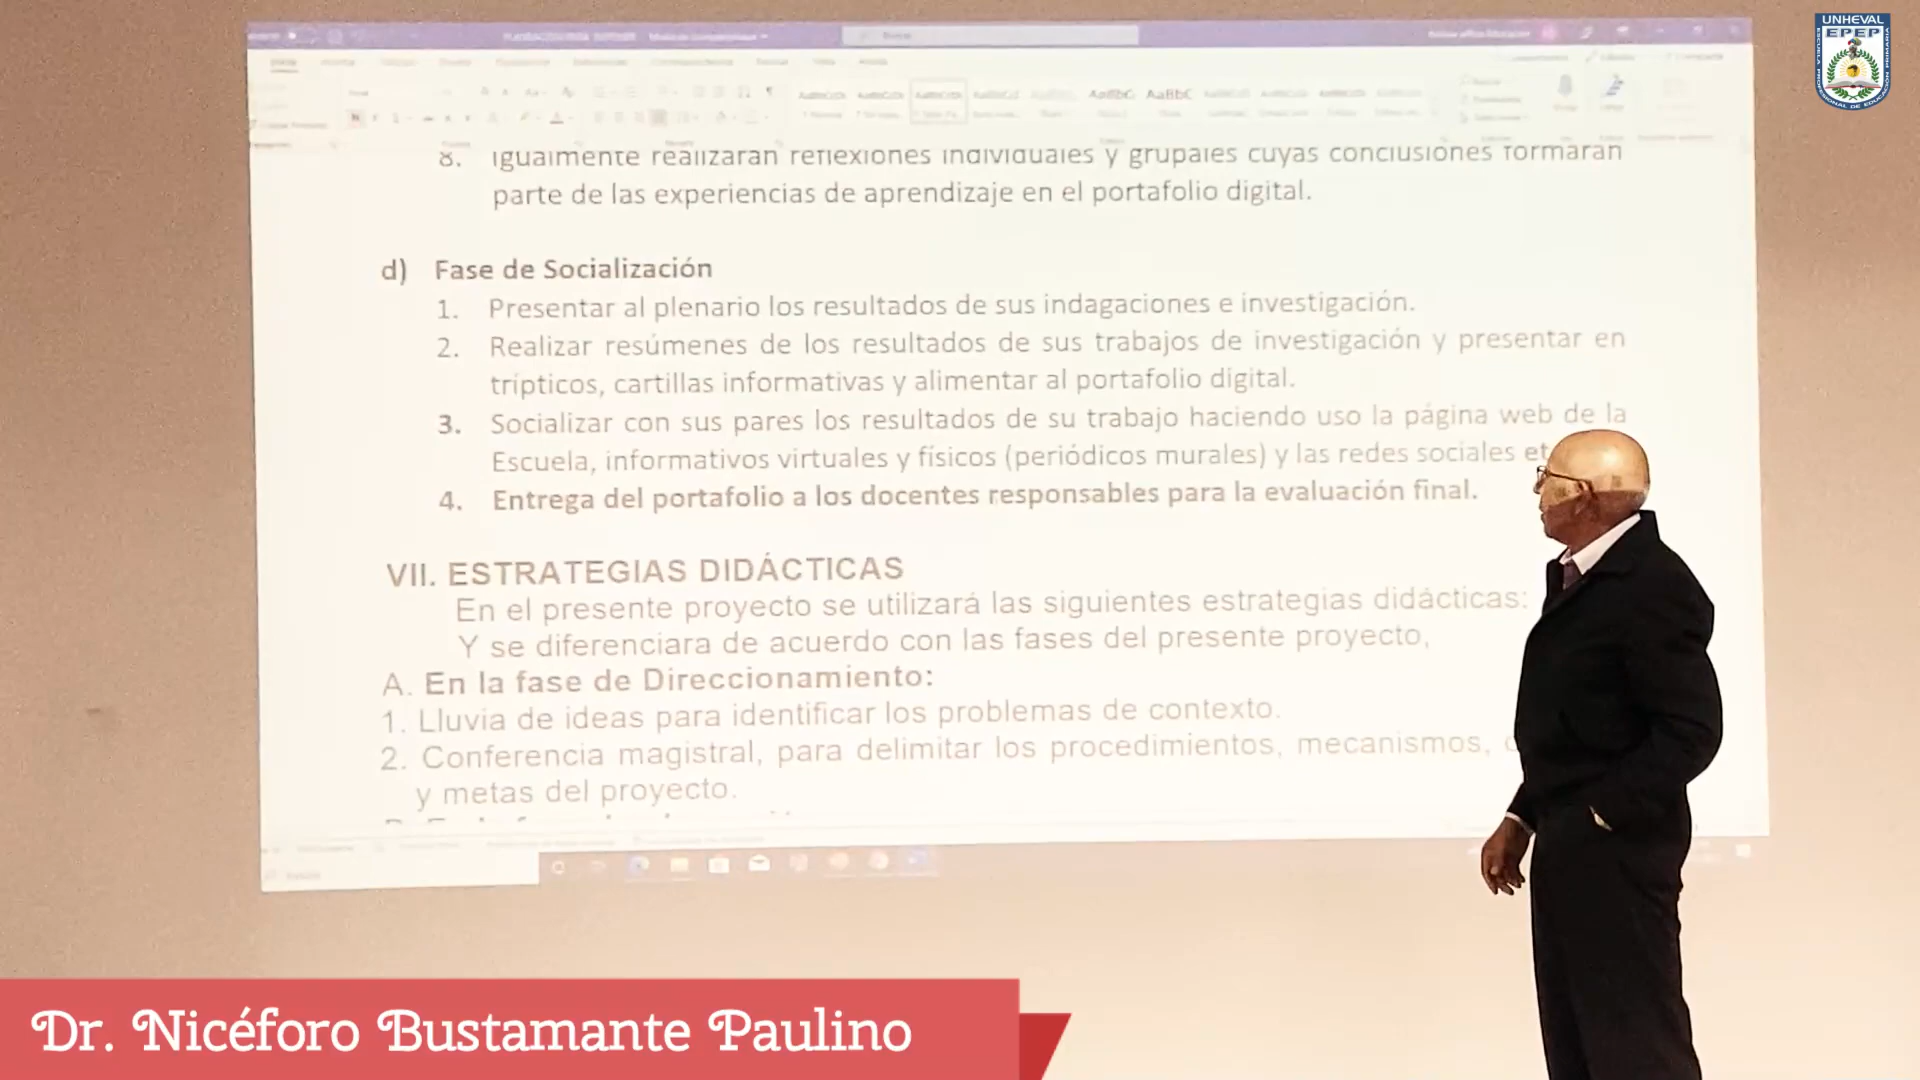 UNHEVAL
EPEP
ESCUELA PROFESIONAL DE EDUCACIÓN PRIMARIA
8. Igualmente realizarán reflexiones individuales y grupales cuyas conclusiones formarán
parte de las experiencias de aprendizaje en el portafolio digital.
d) Fase de Socialización
1. Presentar al plenario los resultados de sus indagaciones e investigación.
2. Realizar resúmenes de los resultados de sus trabajos de investigación y presentar en
trípticos, cartillas informativas y alimentar al portafolio digital.
3. Socializar con sus pares los resultados de su trabajo haciendo uso la página web de la
Escuela, informativos virtuales y físicos (periódicos murales) y las redes sociales et
4. Entrega del portafolio a los docentes responsables para la evaluación final.
VII. ESTRATEGIAS DIDÁCTICAS
En el presente proyecto se utilizará las siguientes estrategias didácticas:
Y se diferenciara de acuerdo con las fases del presente proyecto,
A. En la fase de Direccionamiento:
1. Lluvia de ideas para identificar los problemas de contexto.
2. Conferencia magistral, para delimitar los procedimientos, mecanismos,
y metas del proyecto.
Dr. Nicéforo Bustamante Paulino